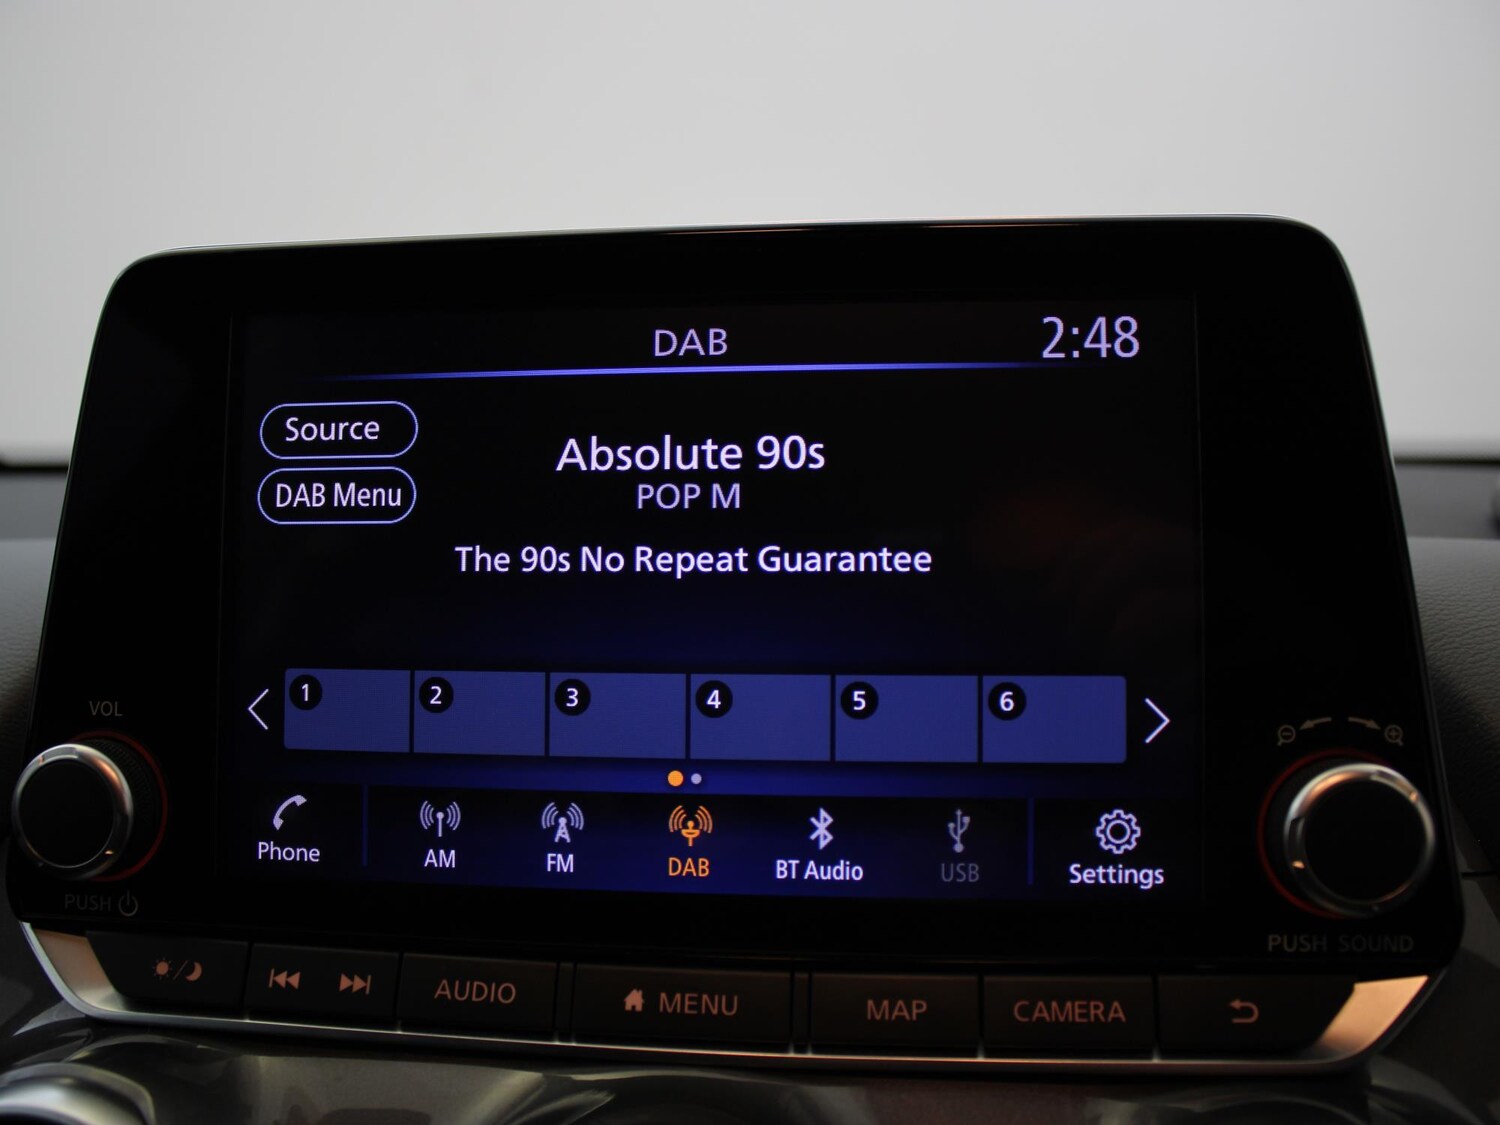 DAB
2:48
Source
DAB Menu
Absolute 90s
POP M
The 90s No Repeat Guarantee
1 2 3 4 5 6
VOL
PUSH
Phone
AM
FM
DAB
BT Audio
USB
Settings
PUSH SOUND
AUDIO
MENU
MAP
CAMERA